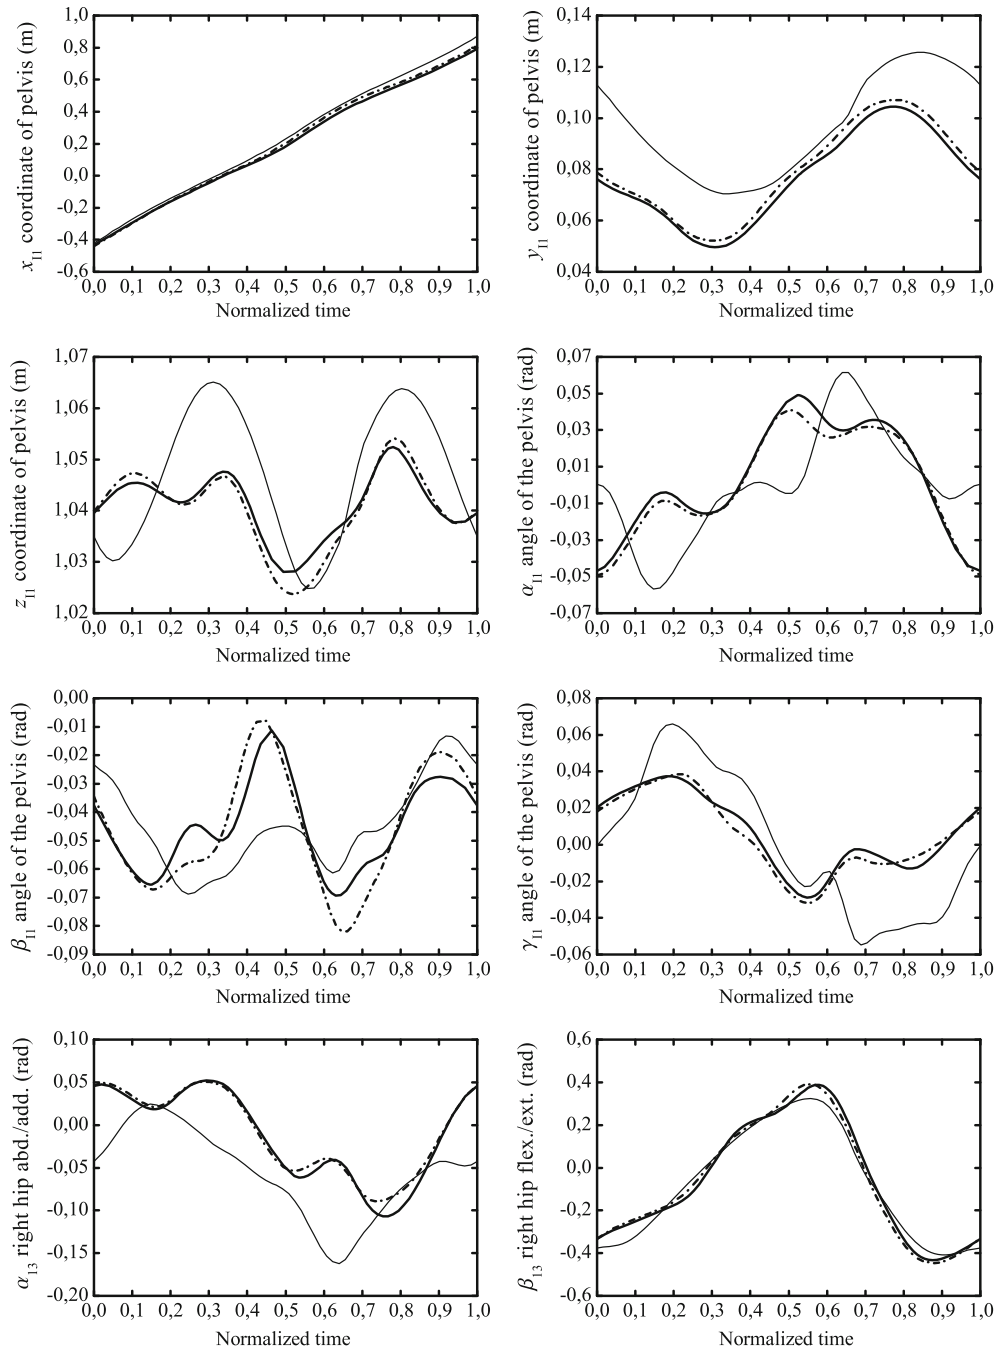 1,0
0,8
0,6
0,4
0,2
0,0
-0,2
-0,4
-0,6
0,0 0,1 0,2 0,3 0,4 0,5 0,6 0,7 0,8 0,9 1,0
Normalized time
x_I1 coordinate of pelvis (m)
0,14
0,12
0,10
0,08
0,06
0,04
0,0 0,1 0,2 0,3 0,4 0,5 0,6 0,7 0,8 0,9 1,0
Normalized time
y_I1 coordinate of pelvis (m)
1,07
1,06
1,05
1,04
1,03
1,02
0,0 0,1 0,2 0,3 0,4 0,5 0,6 0,7 0,8 0,9 1,0
Normalized time
z_I1 coordinate of pelvis (m)
0,07
0,05
0,03
0,01
-0,01
-0,03
-0,05
-0,07
0,0 0,1 0,2 0,3 0,4 0,5 0,6 0,7 0,8 0,9 1,0
Normalized time
α_I1 angle of the pelvis (rad)
0,00
-0,01
-0,02
-0,03
-0,04
-0,05
-0,06
-0,07
-0,08
-0,09
0,0 0,1 0,2 0,3 0,4 0,5 0,6 0,7 0,8 0,9 1,0
Normalized time
β_I1 angle of the pelvis (rad)
0,08
0,06
0,04
0,02
0,00
-0,02
-0,04
-0,06
0,0 0,1 0,2 0,3 0,4 0,5 0,6 0,7 0,8 0,9 1,0
Normalized time
γ_I1 angle of the pelvis (rad)
0,10
0,05
0,00
-0,05
-0,10
-0,15
-0,20
0,0 0,1 0,2 0,3 0,4 0,5 0,6 0,7 0,8 0,9 1,0
Normalized time
α_13 right hip abd./add. (rad)
0,6
0,4
0,2
0,0
-0,2
-0,4
-0,6
0,0 0,1 0,2 0,3 0,4 0,5 0,6 0,7 0,8 0,9 1,0
Normalized time
β_13 right hip flex./ext. (rad)